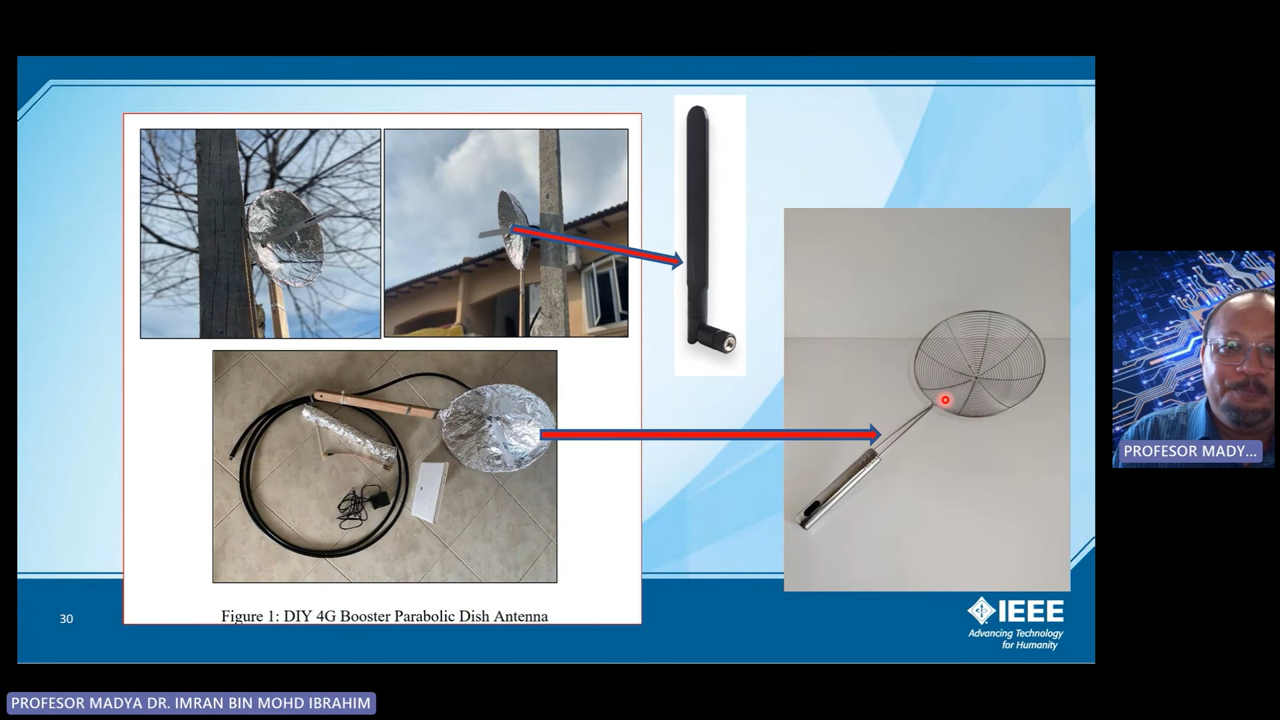 Figure 1: DIY 4G Booster Parabolic Dish Antenna
30
IEEE
Advancing Technology
for Humanity
PROFESOR MADY...
PROFESOR MADYA DR. IMRAN BIN MOHD IBRAHIM